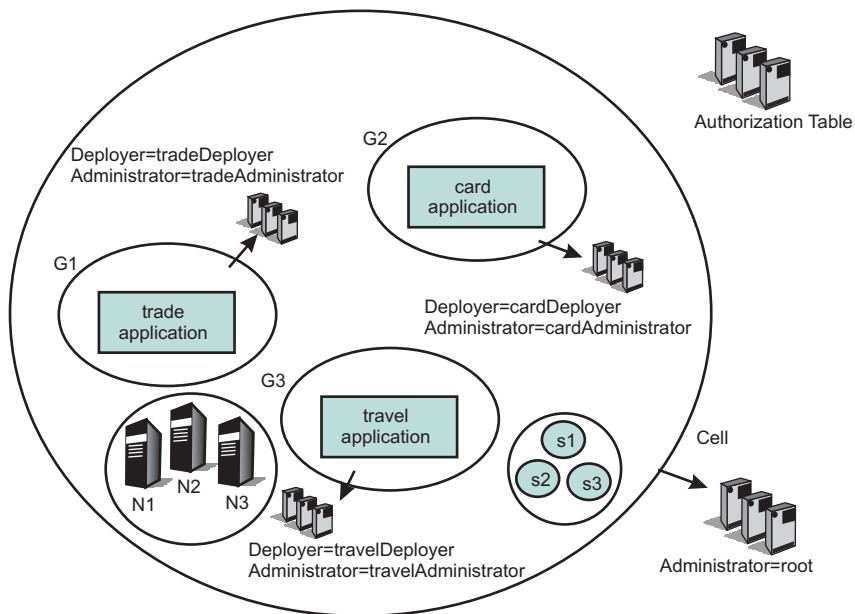 Authorization Table
G2
Deployer=tradeDeployer
Administrator=tradeAdministrator
card
application
G1
trade
application
Deployer=cardDeployer
Administrator=cardAdministrator
G3
travel
application
Cell
s1
s2
s3
N1
N2
N3
Deployer=travelDeployer
Administrator=travelAdministrator
Administrator=root